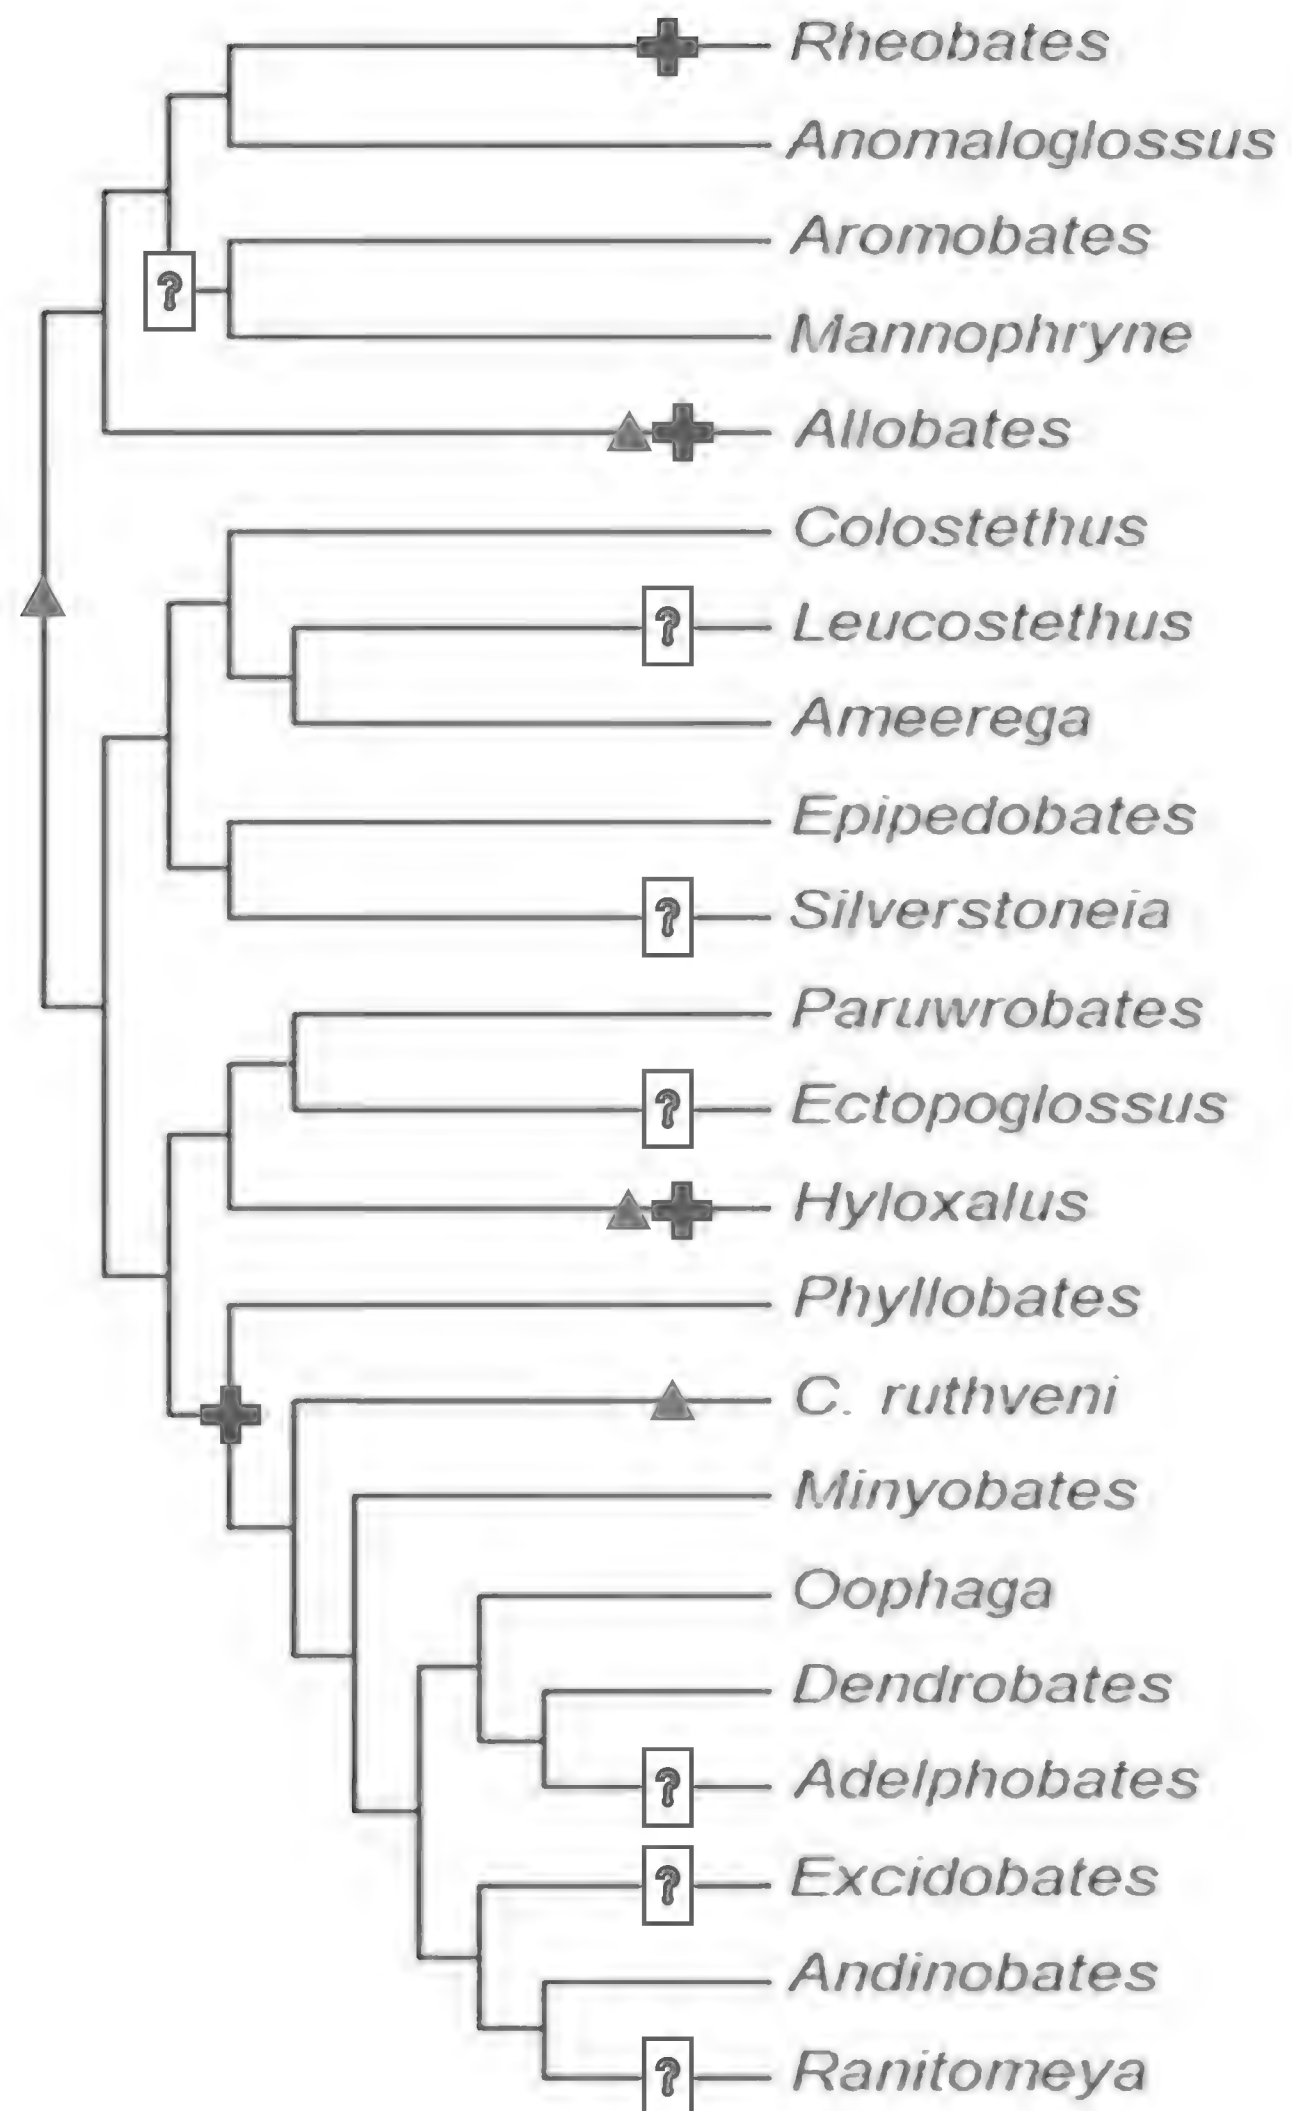 Rheobates
Anomaloglossus
Aromobates
?
Mannophryne
Allobates
Colostethus
? Leucostethus
Ameerega
Epipedobates
? Silverstoneia
Paruwrobates
? Ectopoglossus
Hyloxalus
Phyllobates
C. ruthveni
Minyobates
Oophaga
Dendrobates
? Adelphobates
? Excidobates
Andinobates
? Ranitomeya